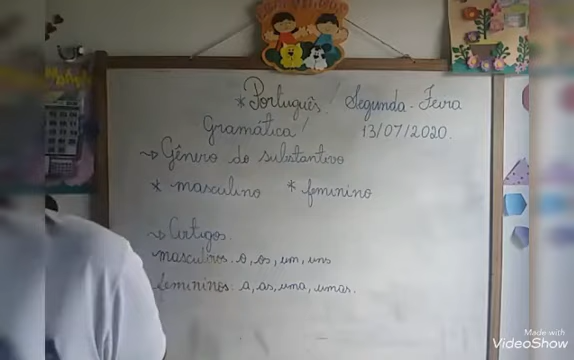 * Português! Segunda-Feira
Gramática! 13/07/2020.
~> Gênero do substantivo
* masculino * feminino
~> Artigos
masculinos: o, os, um, uns
femininos: a, as, uma, umas.
Made with
VideoShow